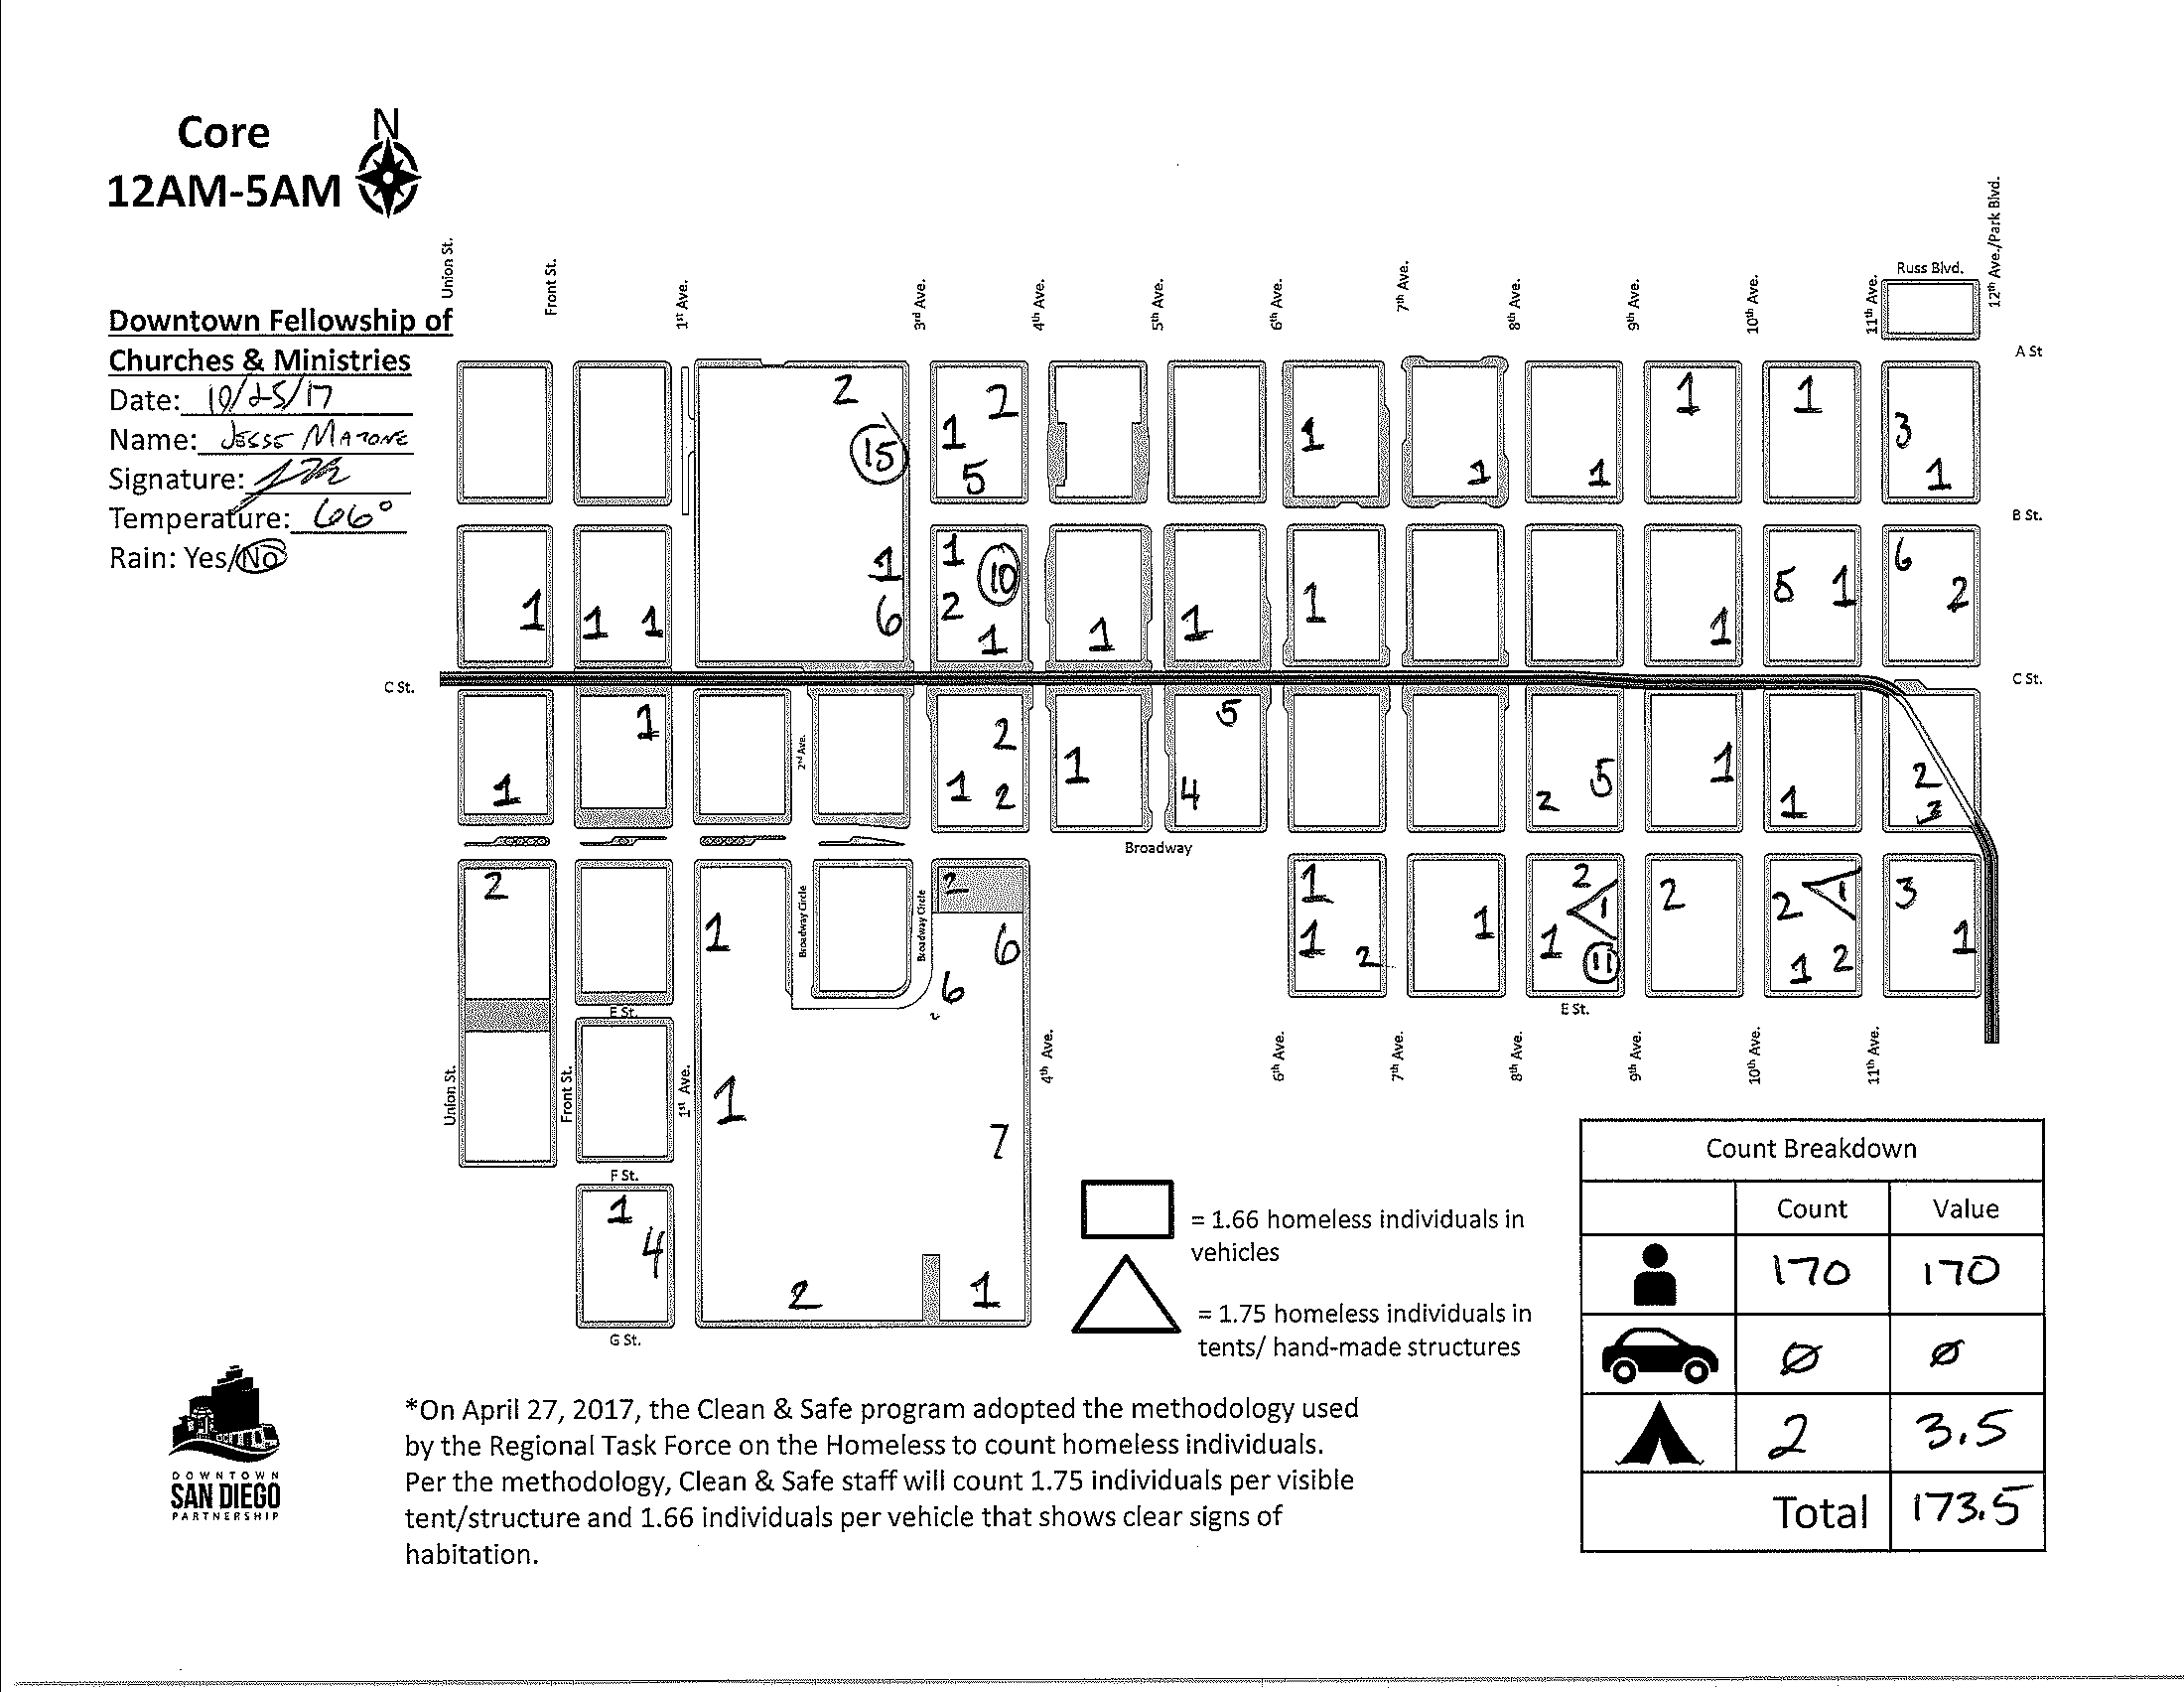 Core
12AM-5AM
N
Downtown Fellowship of
Churches & Ministries
Date: 10/25/17
Name: Jesse Matone
Signature:
Temperature: 66°
Rain: Yes/No
Union St.
Front St.
1st Ave.
3rd Ave.
4th Ave.
5th Ave.
6th Ave.
7th Ave.
8th Ave.
9th Ave.
10th Ave.
11th Ave.
Russ Blvd.
12th Ave./Park Blvd.
A St
2 2 1 1
15 1 1 3
5 1 1 1
B St.
1 10 6
1 5 1 2
1 1 1 6 2 1 1 1 1 1
C St.
C St.
1 2 5
2nd Ave.
1 1 2 1 4 2 5 1 1 2
3
Broadway
2 2 1 2 1 2 2 1 3
1 Broadway Circle Broadway Circle 6 1 2 1 1 11 1 2 1
6
2
E St.
E St.
Union St.
Front St.
1st Ave.
4th Ave.
6th Ave.
7th Ave.
8th Ave.
9th Ave.
10th Ave.
11th Ave.
1
7
F St.
1
4
2 1
G St.
= 1.66 homeless individuals in
vehicles
= 1.75 homeless individuals in
tents/ hand-made structures
Count Breakdown
Count Value
170 170
Ø Ø
2 3.5
Total 173.5
DOWNTOWN
SAN DIEGO
PARTNERSHIP
*On April 27, 2017, the Clean & Safe program adopted the methodology used
by the Regional Task Force on the Homeless to count homeless individuals.
Per the methodology, Clean & Safe staff will count 1.75 individuals per visible
tent/structure and 1.66 individuals per vehicle that shows clear signs of
habitation.